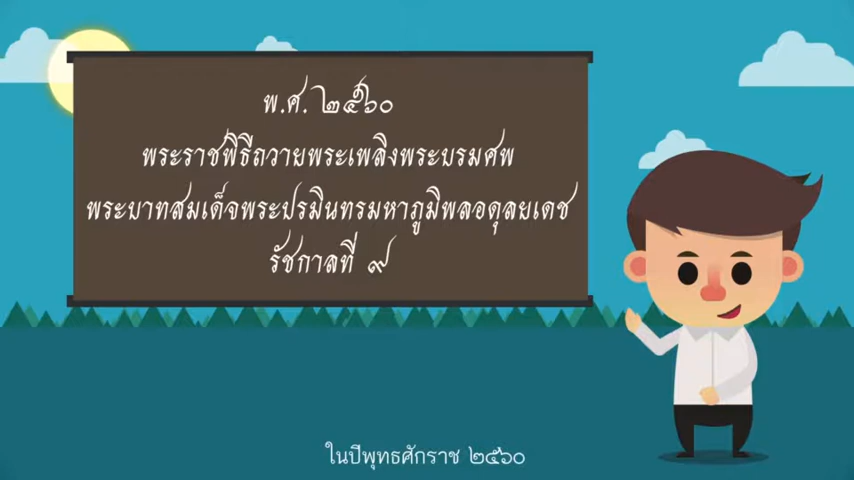 พ.ศ. ๒๕๖๐
พระราชพิธีถวายพระเพลิงพระบรมศพ
พระบาทสมเด็จพระปรมินทรมหาภูมิพลอดุลยเดช
รัชกาลที่ ๙
ในปีพุทธศักราช ๒๕๖๐